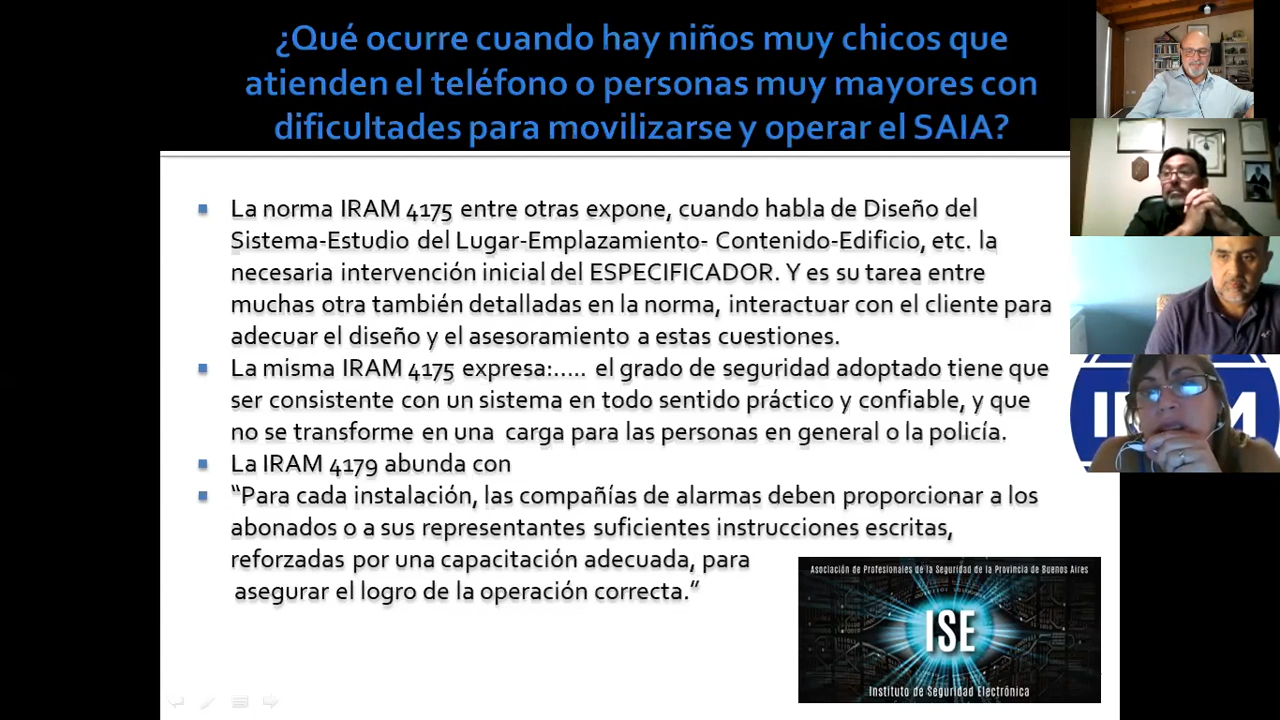 ¿Qué ocurre cuando hay niños muy chicos que
atienden el teléfono o personas muy mayores con
dificultades para movilizarse y operar el SAIA?
▪ La norma IRAM 4175 entre otras expone, cuando habla de Diseño del
Sistema-Estudio del Lugar-Emplazamiento- Contenido-Edificio, etc. la
necesaria intervención inicial del ESPECIFICADOR. Y es su tarea entre
muchas otra también detalladas en la norma, interactuar con el cliente para
adecuar el diseño y el asesoramiento a estas cuestiones.
▪ La misma IRAM 4175 expresa:..... el grado de seguridad adoptado tiene que
ser consistente con un sistema en todo sentido práctico y confiable, y que
no se transforme en una carga para las personas en general o la policía.
▪ La IRAM 4179 abunda con
▪ “Para cada instalación, las compañías de alarmas deben proporcionar a los
abonados o a sus representantes suficientes instrucciones escritas,
reforzadas por una capacitación adecuada, para
asegurar el logro de la operación correcta.”
Asociación de Profesionales de la Seguridad de la Provincia de Buenos Aires
ISE
Instituto de Seguridad Electrónica